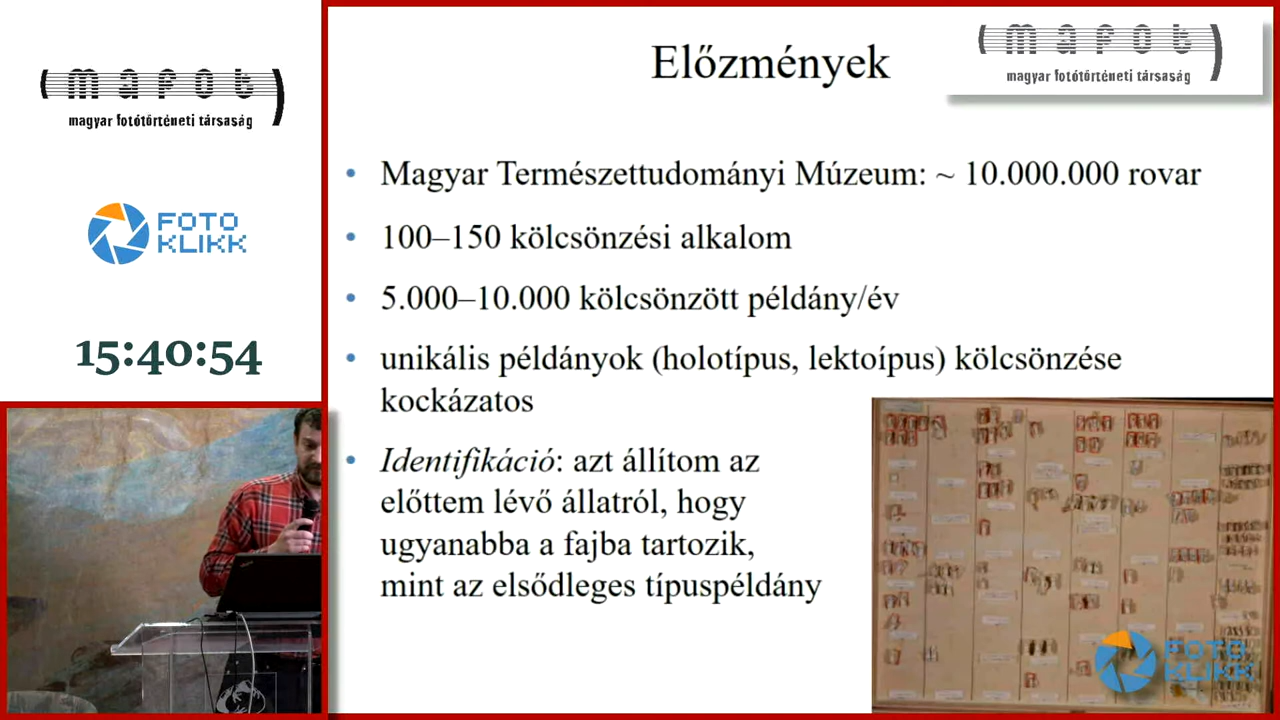 mafot
magyar fotótörténeti társaság
FOTO
KLIKK
15:40:54
Előzmények
mafot
magyar fotótörténeti társaság
• Magyar Természettudományi Múzeum: ~ 10.000.000 rovar
• 100–150 kölcsönzési alkalom
• 5.000–10.000 kölcsönzött példány/év
• unikális példányok (holotípus, lektoípus) kölcsönzése
kockázatos
• Identifikáció: azt állítom az
előttem lévő állatról, hogy
ugyanabba a fajba tartozik,
mint az elsődleges típuspéldány
FOTO
KLIKK